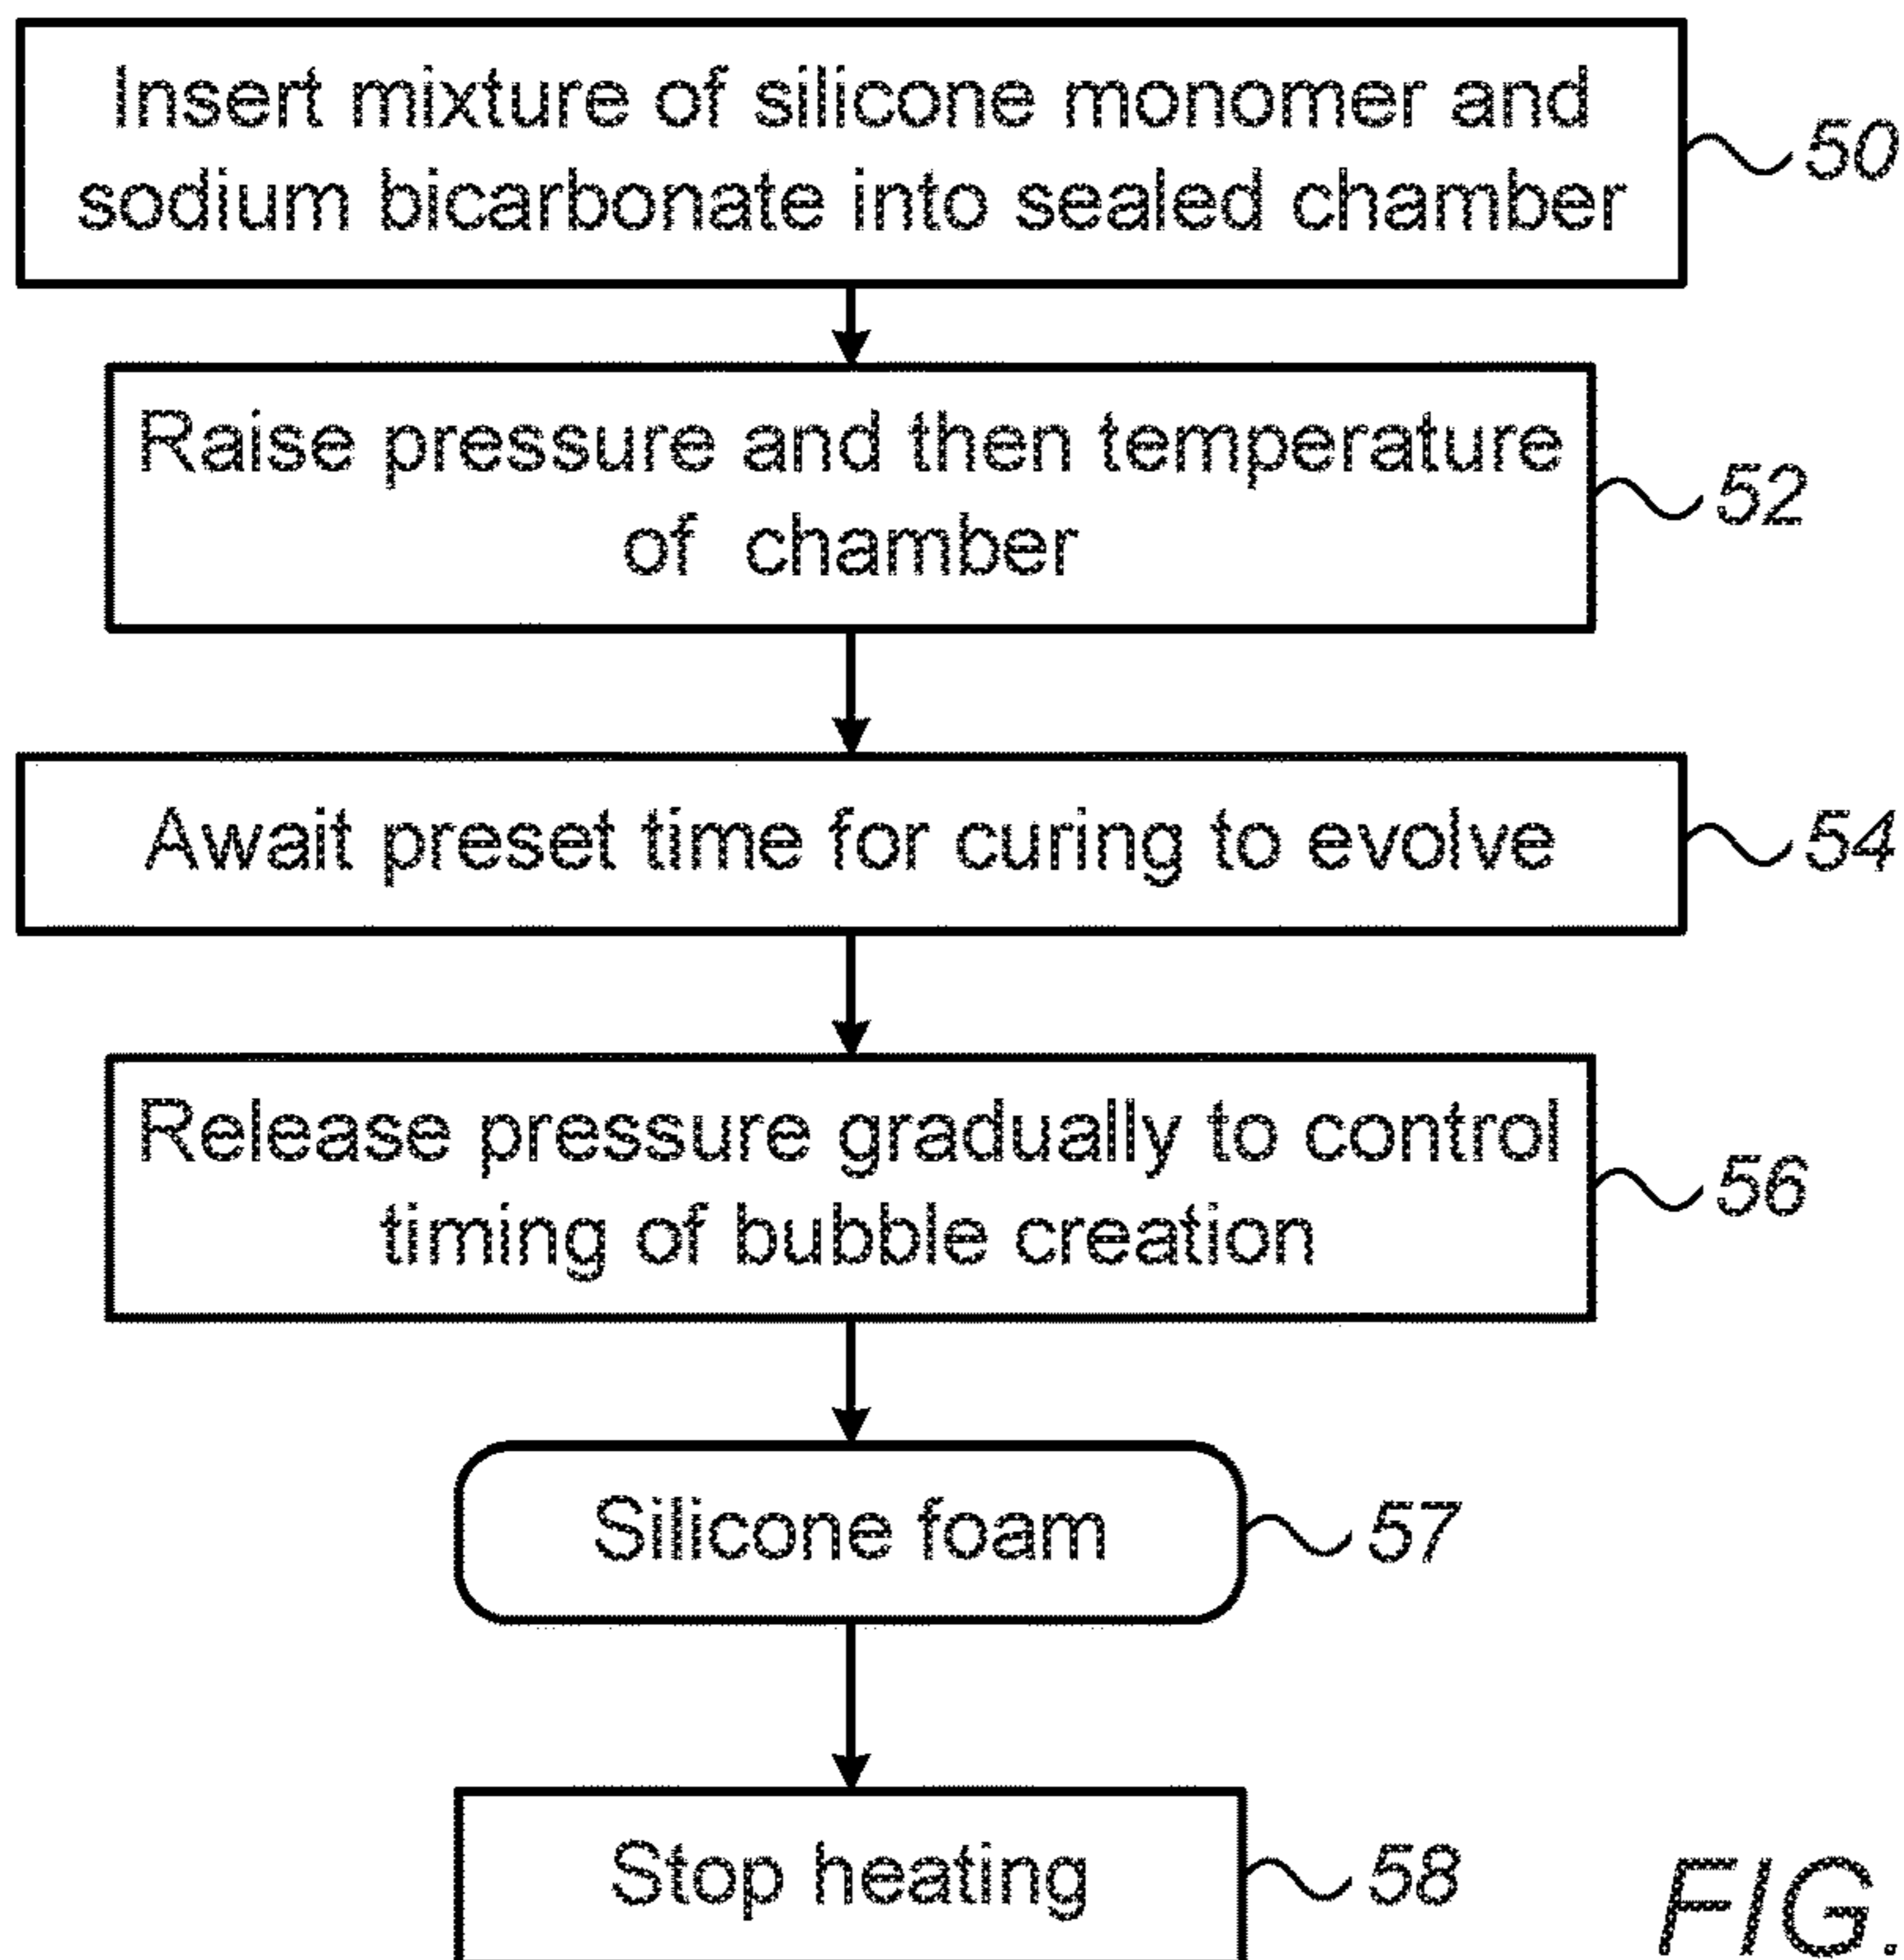 Insert mixture of silicone monomer and
sodium bicarbonate into sealed chamber
50
Raise pressure and then temperature
of chamber
52
Await preset time for curing to evolve
54
Release pressure gradually to control
timing of bubble creation
56
Silicone foam
57
Stop heating
58
FIG.